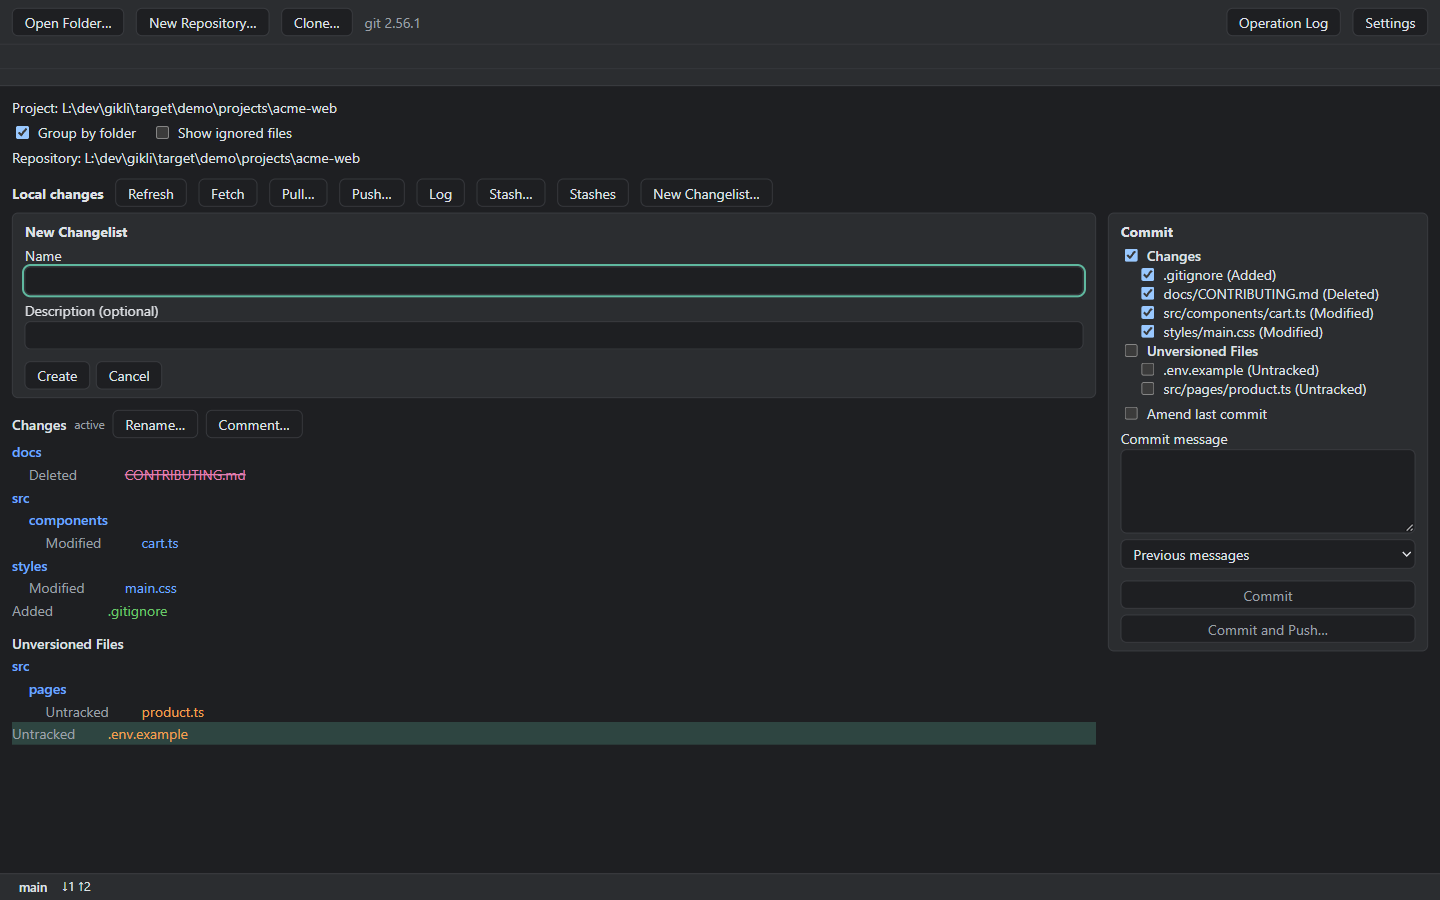 Open Folder... New Repository... Clone... git 2.56.1 Operation Log Settings
Project: L:\dev\gikli\target\demo\projects\acme-web
Group by folder Show ignored files
Repository: L:\dev\gikli\target\demo\projects\acme-web
Local changes Refresh Fetch Pull... Push... Log Stash... Stashes New Changelist...
New Changelist
Name
Description (optional)
Create Cancel
Changes active Rename... Comment...
docs
Deleted CONTRIBUTING.md
src
components
Modified cart.ts
styles
Modified main.css
Added .gitignore
Unversioned Files
src
pages
Untracked product.ts
Untracked .env.example
Commit
Changes
.gitignore (Added)
docs/CONTRIBUTING.md (Deleted)
src/components/cart.ts (Modified)
styles/main.css (Modified)
Unversioned Files
.env.example (Untracked)
src/pages/product.ts (Untracked)
Amend last commit
Commit message
Previous messages
Commit
Commit and Push...
main ↓1 ↑2